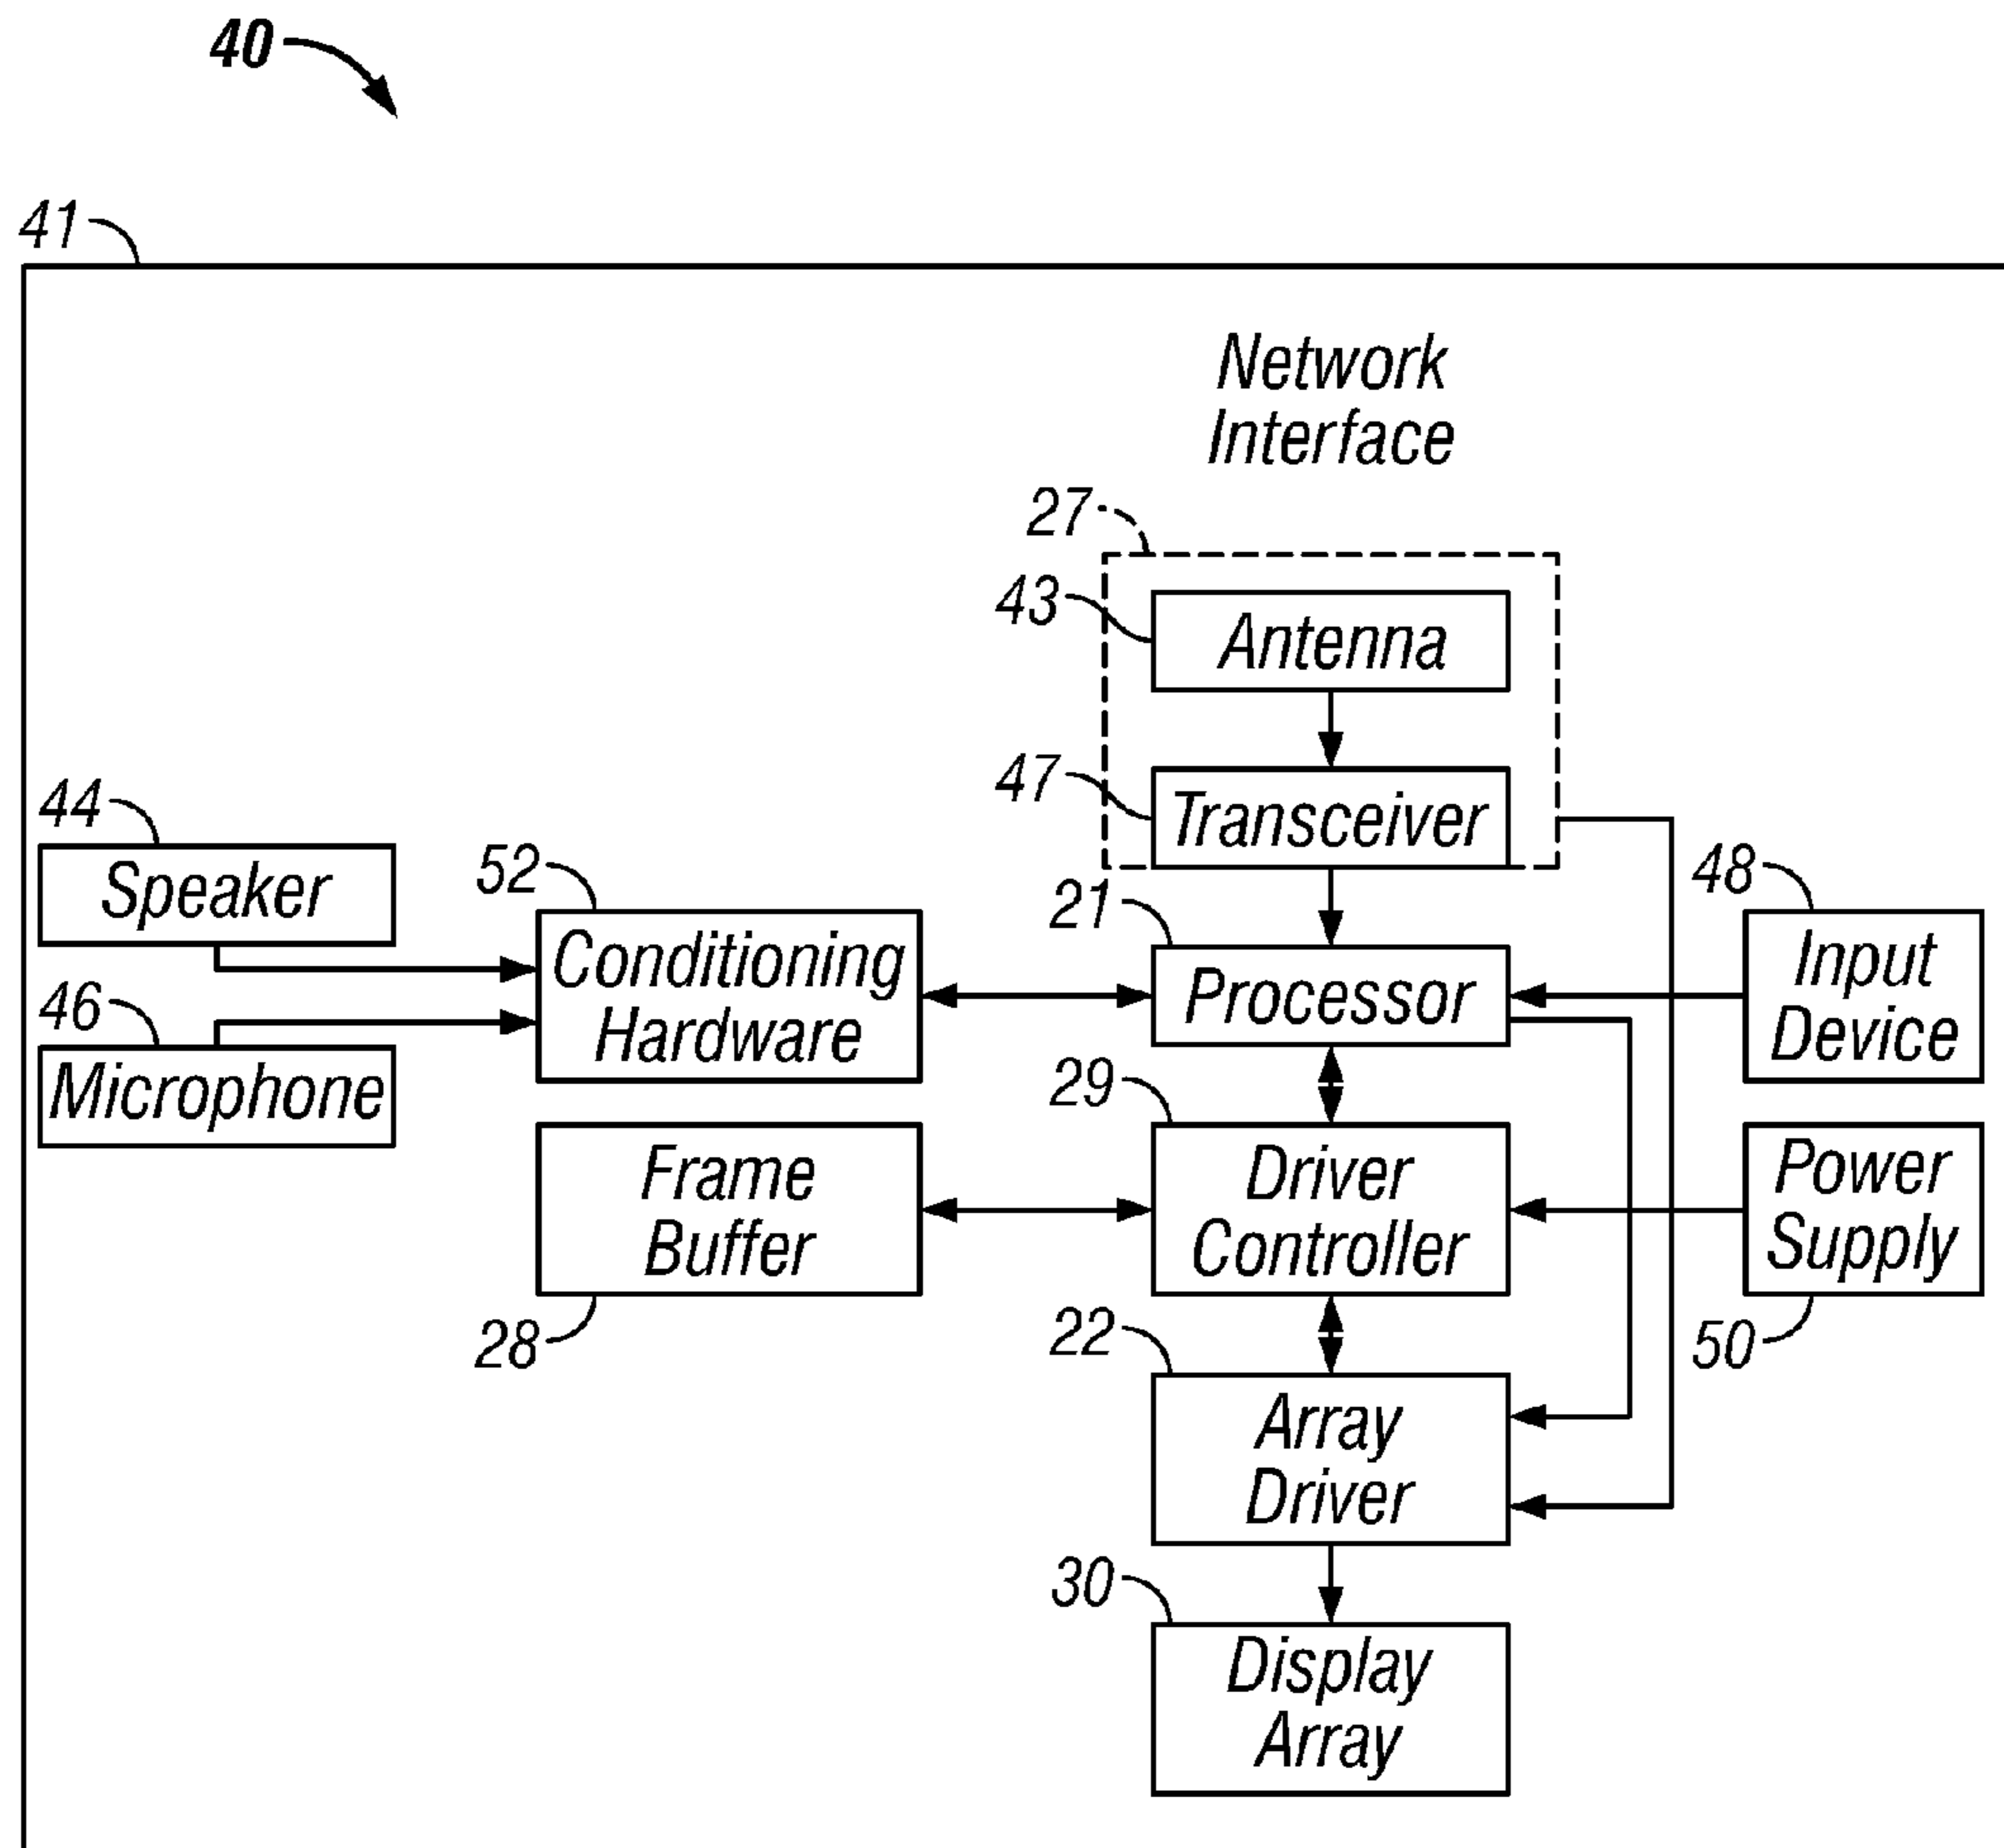 40
41
Network
Interface
27
43
Antenna
47
Transceiver
44
Speaker
52
Conditioning
Hardware
21
Processor
48
Input
Device
46
Microphone
29
Frame
Buffer
28
Driver
Controller
Power
Supply
50
22
Array
Driver
30
Display
Array